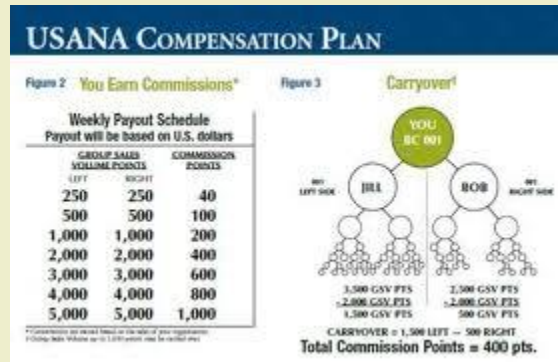 USANA COMPENSATION PLAN
Figure 2 You Earn Commissions*
Weekly Payout Schedule
Payout will be based on U.S. dollars
GROUP SALES VOLUME POINTS COMMISSION POINTS
LEFT RIGHT
250 250 40
500 500 100
1,000 1,000 200
2,000 2,000 400
3,000 3,000 600
4,000 4,000 800
5,000 5,000 1,000
Figure 3 Carryover
YOU
BC 001
001
LEFT SIDE
JILL
BOB
001
RIGHT SIDE
3,500 GSV PTS 2,500 GSV PTS
-2,000 GSV PTS -2,000 GSV PTS
1,500 GSV PTS 500 GSV PTS
CARRYOVER = 1,500 LEFT — 500 RIGHT
Total Commission Points = 400 pts.